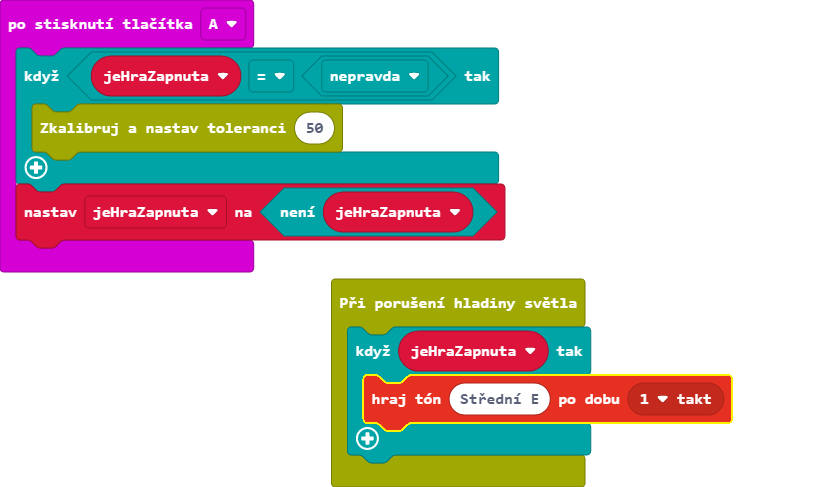 po stisknutí tlačítka A
když jeHraZapnuta = nepravda tak
Zkalibruj a nastav toleranci 50
nastav jeHraZapnuta na není jeHraZapnuta
Při porušení hladiny světla
když jeHraZapnuta tak
hraj tón Střední E po dobu 1 takt